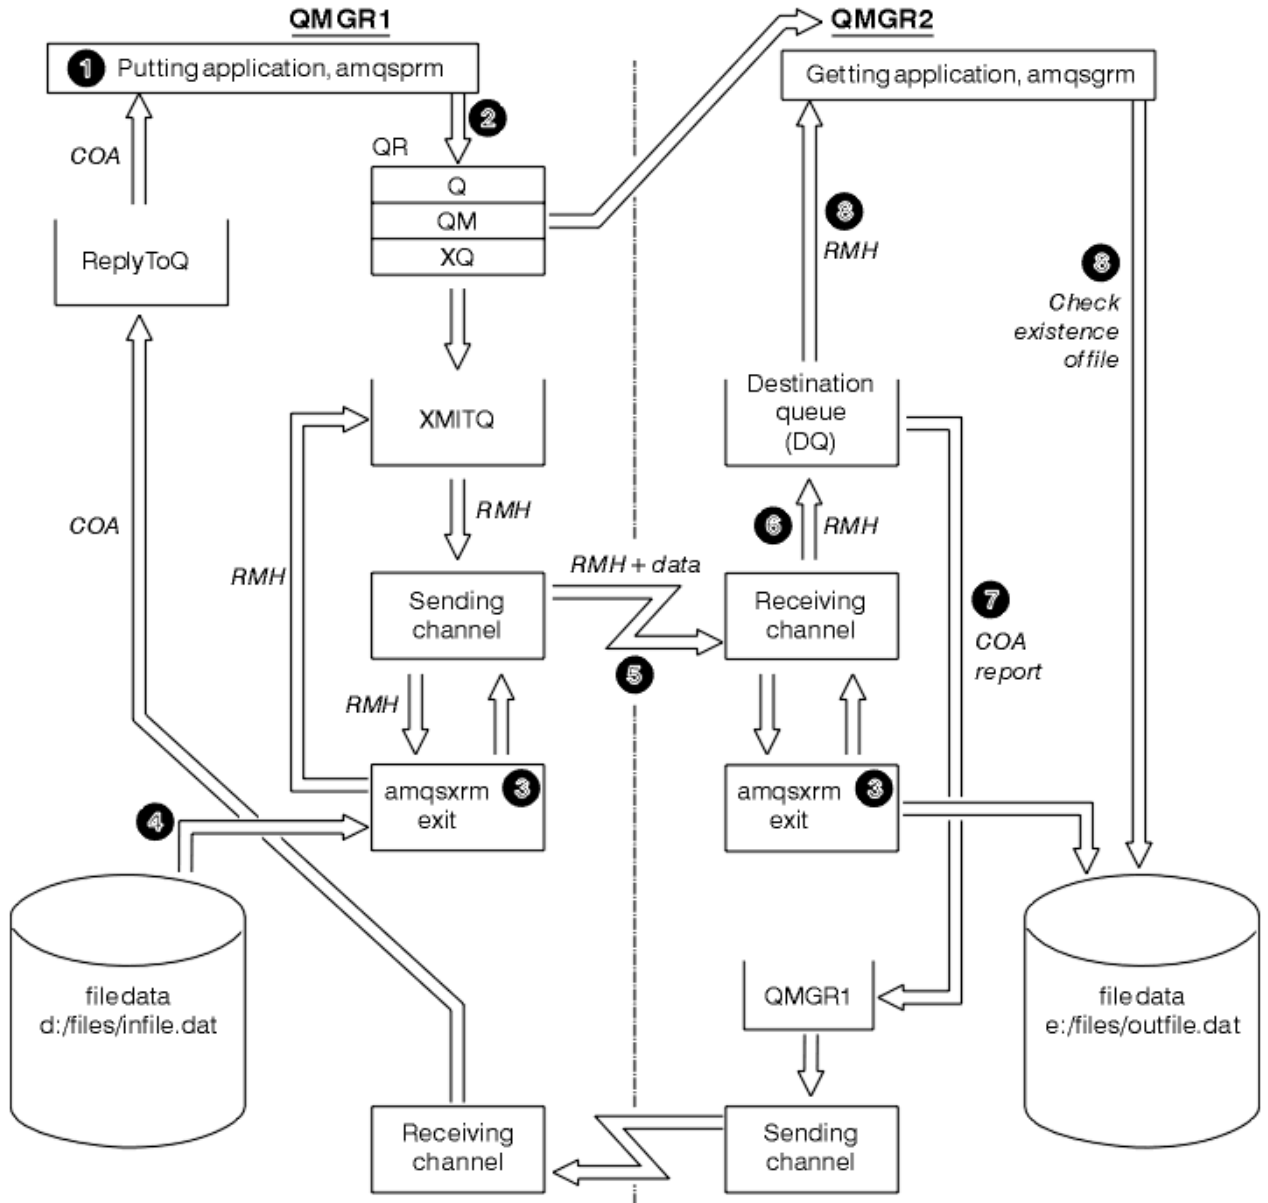 QMGR1
QMGR2
1 Putting application, amqsprm
Getting application, amqsgrm
2
COA
QR
Q
QM
XQ
8
RMH
ReplyToQ
8
Check
existence
of file
Destination
queue
(DQ)
XMITQ
RMH
6
RMH
COA
RMH
RMH + data
7
COA
report
Sending
channel
Receiving
channel
5
RMH
amqsxrm
exit
3
amqsxrm
exit
3
4
file data
d:/files/infile.dat
QMGR1
file data
e:/files/outfile.dat
Receiving
channel
Sending
channel